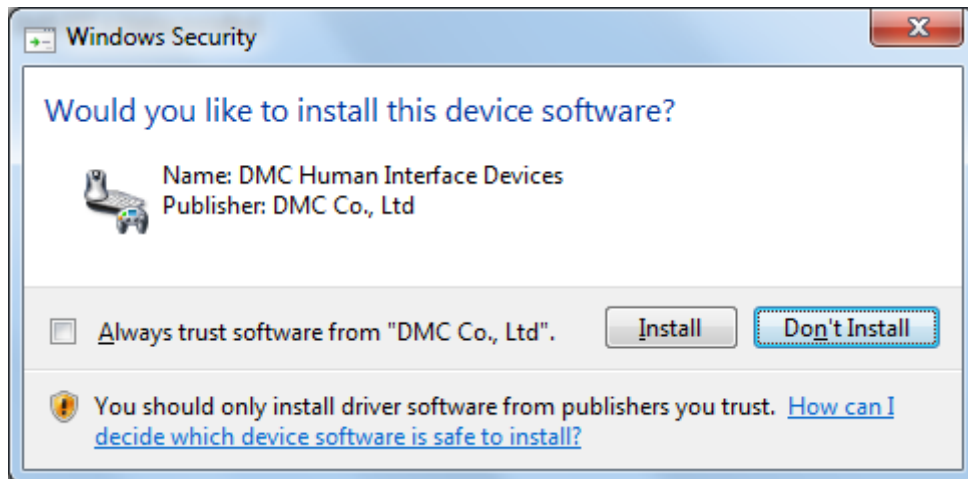 Windows Security
Would you like to install this device software?
Name: DMC Human Interface Devices
Publisher: DMC Co., Ltd
Always trust software from "DMC Co., Ltd".
Install
Don't Install
You should only install driver software from publishers you trust. How can I
decide which device software is safe to install?